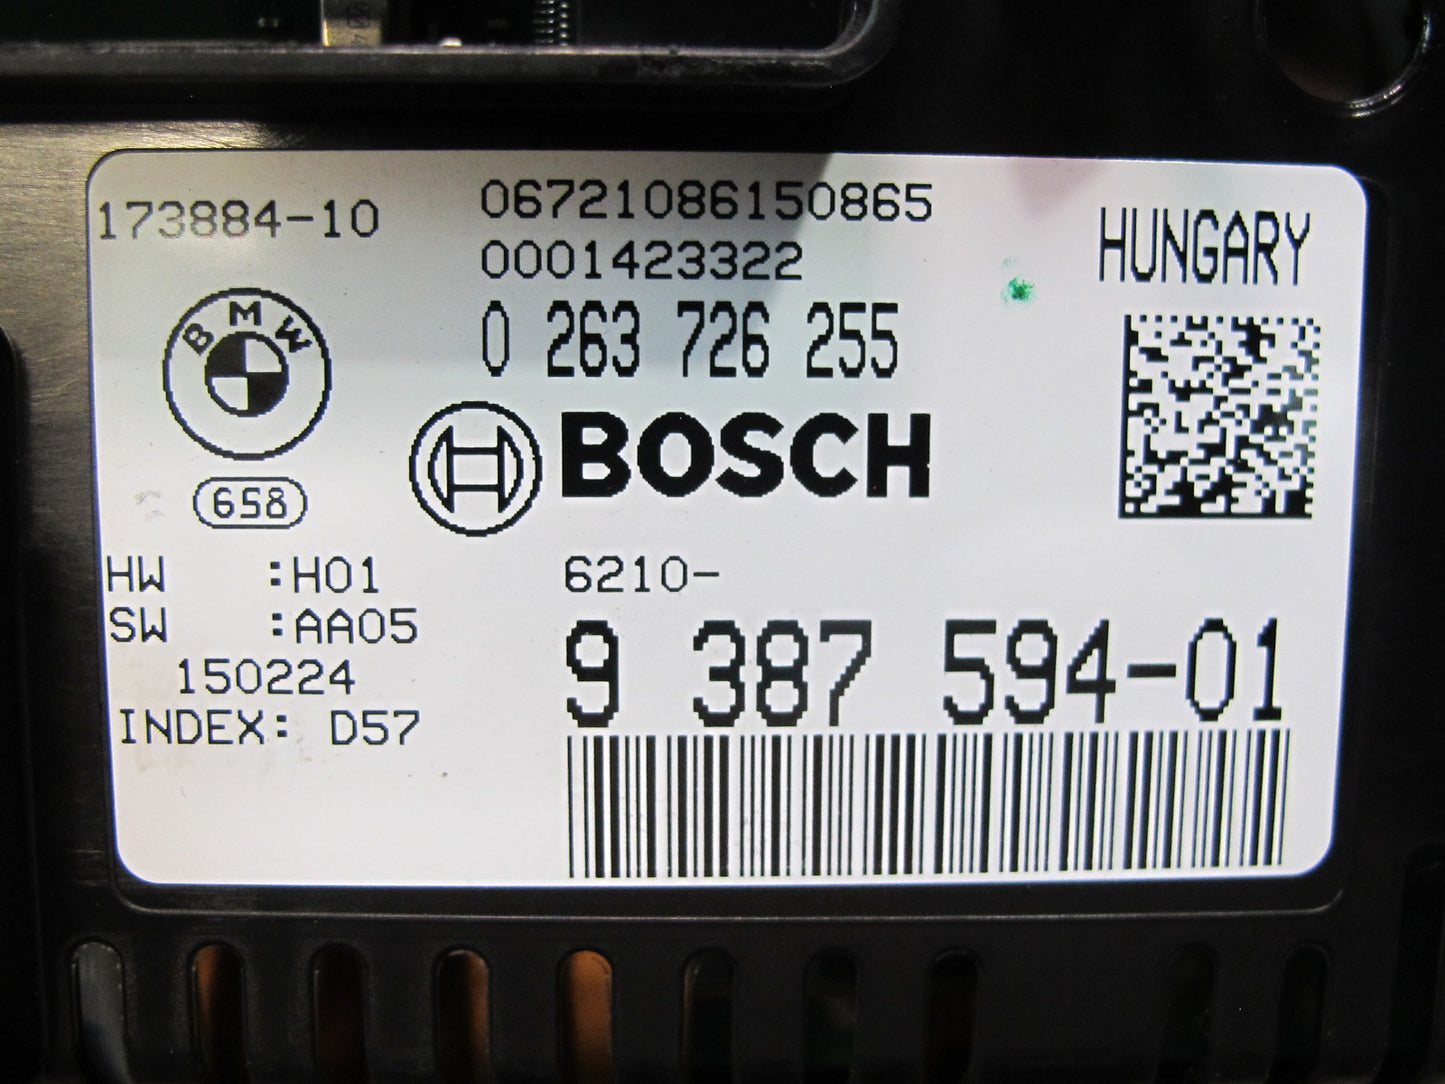 173884-10
06721086150865
0001423322
HUNGARY
0 263 726 255
BMW
BOSCH
658
HW :H01
SW :AA05
150224
INDEX: D57
6210-
9 387 594-01